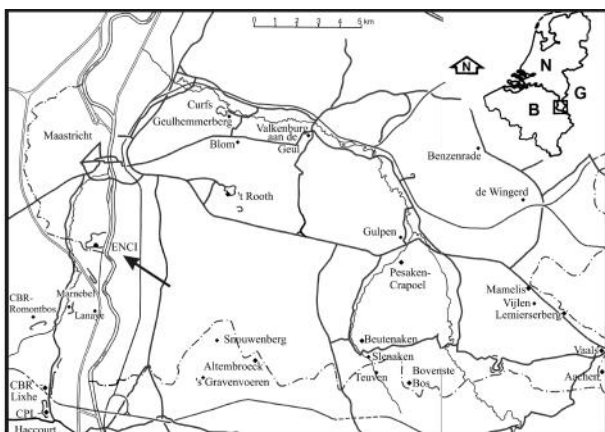 0 1 2 3 4 5 km
N
N
G
B
Curfs
Geulhemmerberg
Maastricht
Valkenburg
aan de
Geul
Blom
Benzenrade
't Rooth
de Wingerd
Gulpen
ENCI
Pesaken-
Crapoel
CBR-
Romontbos
Marnebel
Lanaye
Mamelis
Vijlen
Lemierserberg
Snouwenberg
Beutenaken
Altembroeck
Slenaken
Vaals
's Gravenvoeren
Teuven
Bovenste
Bos
Aachen
CBR
Lixhe
CPL
Haccourt